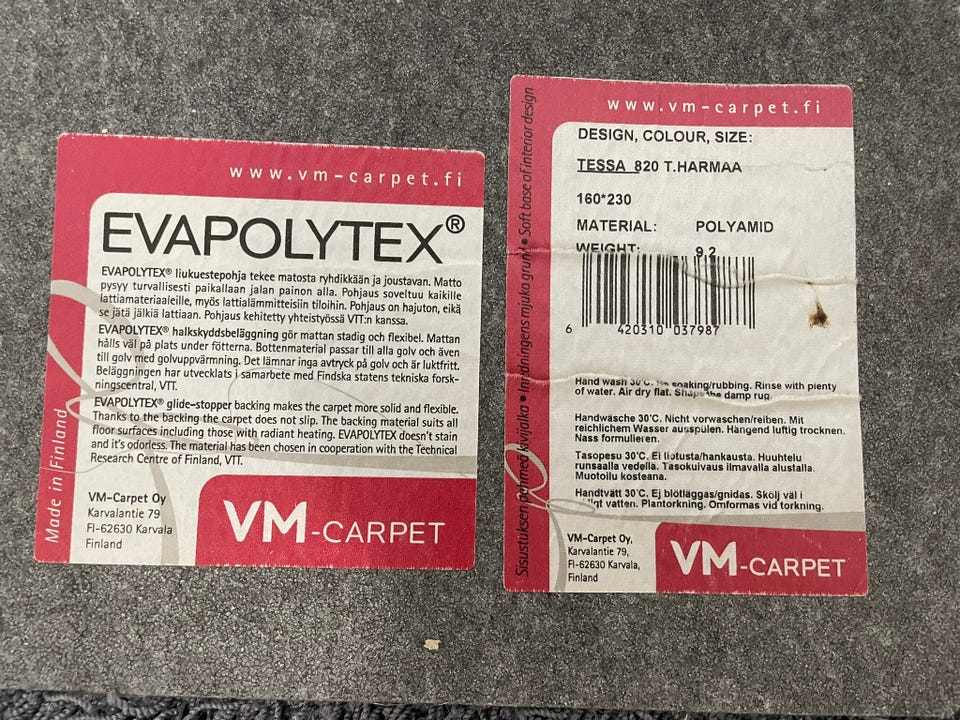 www.vm-carpet.fi
EVAPOLYTEX®
EVAPOLYTEX® liukuestepohja tekee matosta ryhdikkään ja joustavan. Matto
pysyy turvallisesti paikallaan jalan painon alla. Pohjaus soveltuu kaikille
lattiamateriaaleille, myös lattialämmitteisiin tiloihin. Pohjaus on hajuton, eikä
se jätä jälkiä lattiaan. Pohjaus kehitetty yhteistyössä VTT:n kanssa.
EVAPOLYTEX® halkskyddsbeläggning gör mattan stadig och flexibel. Mattan
hålls väl på plats under fötterna. Bottenmaterial passar till alla golv och även
till golv med golvuppvärmning. Det lämnar inga avtryck på golv och är luktfritt.
Beläggningen har utvecklats i samarbete med Findska statens tekniska forsk-
ningscentral, VTT.
EVAPOLYTEX® glide-stopper backing makes the carpet more solid and flexible.
Thanks to the backing the carpet does not slip. The backing material suits all
floor surfaces including those with radiant heating. EVAPOLYTEX doesn't stain
and it's odorless. The material has been chosen in cooperation with the Technical
Research Centre of Finland, VTT.
Made in Finland
VM-Carpet Oy
Karvalantie 79
FI-62630 Karvala
Finland
VM-CARPET
www.vm-carpet.fi
Sisustuksen pehmeä kivijalka • Inredningens mjuka grund • Soft base of interior design
DESIGN, COLOUR, SIZE:
TESSA 820 T.HARMAA
160*230
MATERIAL: POLYAMID
WEIGHT: 9,2
6 420310 037987
Hand wash 30°C. No soaking/rubbing. Rinse with plenty
of water. Air dry flat. Shape the damp rug.
Handwäsche 30°C. Nicht vorwaschen/reiben. Mit
reichlichem Wasser ausspülen. Hängend luftig trocknen.
Nass formulieren.
Tasopesu 30°C. Ei liotusta/hankausta. Huuhtelu
runsaalla vedellä. Tasokuivaus ilmavalla alustalla.
Muotoilu kosteana.
Handtvätt 30°C. Ej blötläggas/gnidas. Skölj väl i
vatten. Plantorkning. Omformas vid torkning.
VM-Carpet Oy,
Karvalantie 79,
FI-62630 Karvala,
Finland
VM-CARPET